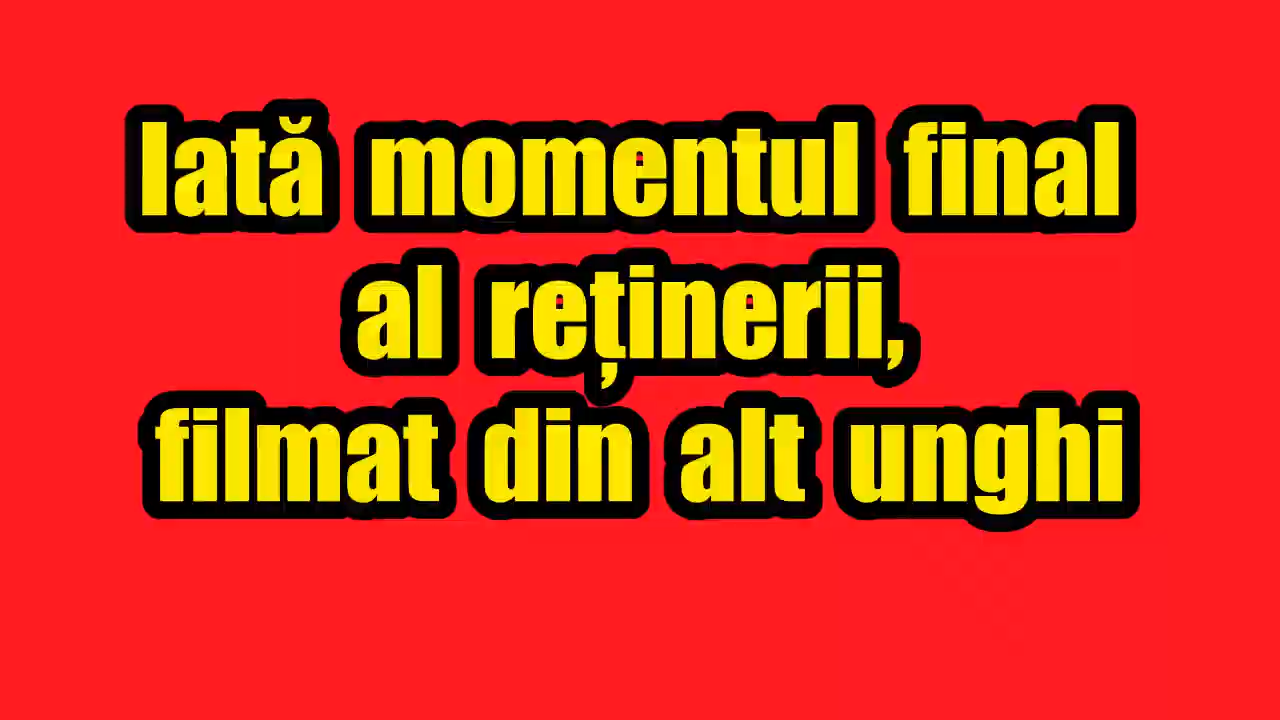 Iată momentul final
al reținerii,
filmat din alt unghi